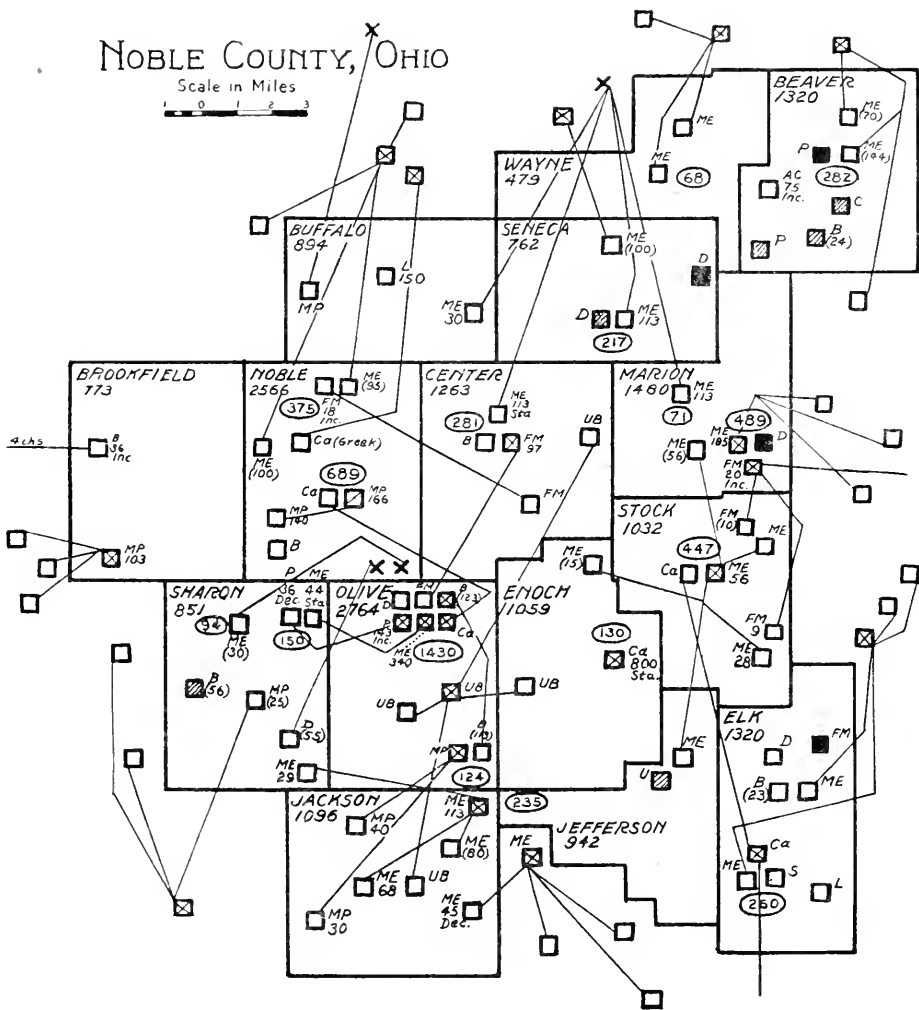 NOBLE COUNTY, OHIO
Scale in Miles
1 0 1 2 3
BEAVER
1320
ME
(70)
P
ME
(144)
282
AC
75
Inc.
C
B
(24)
P
WAYNE
479
ME
ME
68
BUFFALO
894
L
150
MP
ME
30
SENECA
762
ME
(100)
D
D
ME
113
217
BROOKFIELD
773
4 chs
B
36
Inc
MP
103
NOBLE
2566
375
FM
18
Inc.
ME
(95)
ME
(100)
Ca (Greek)
689
Ca
MP
166
MP
140
B
CENTER
1263
281
ME
113
Sta
B
FM
97
UB
FM
MARION
1480
ME
113
71
489
ME
(56)
ME
185
D
FM
20
Inc.
STOCK
1032
FM
(10)
ME
447
Ca
ME
56
FM
9
ME
28
SHARON
851
94
ME
(30)
P
36
Dec.
ME
44
Sta
150
B
(56)
MP
(25)
D
(55)
ME
29
OLIVE
2764
D
B
(23)
P
143
Inc.
ME
340
Ca
1430
UB
UB
MP
B
(113)
124
ENOCH
1059
ME
(15)
130
Ca
800
Sta.
UB
ELK
1320
D
FM
B
(23)
ME
Ca
ME
S
L
260
JACKSON
1096
MP
40
ME
113
ME
(80)
ME
68
UB
MP
30
ME
45
Dec.
235
JEFFERSON
942
ME
U
ME